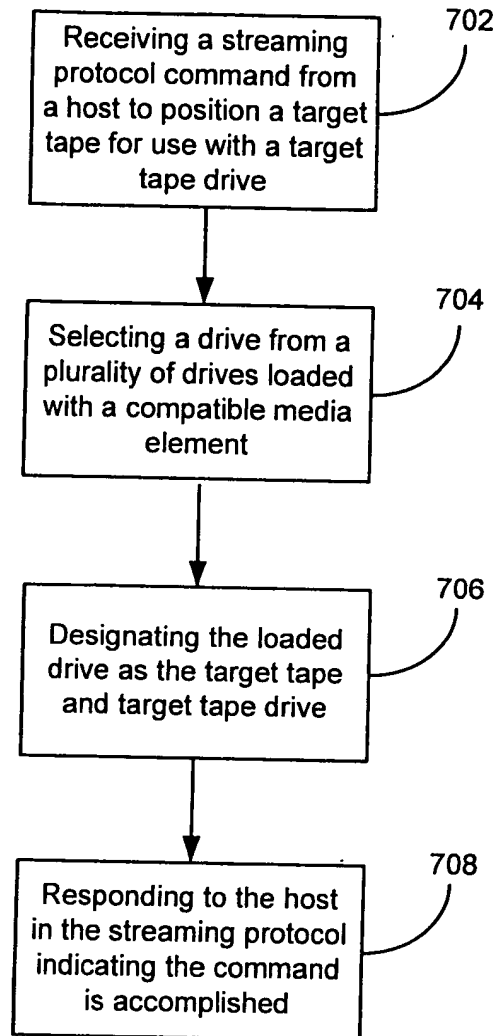 702
Receiving a streaming
protocol command from
a host to position a target
tape for use with a target
tape drive
704
Selecting a drive from a
plurality of drives loaded
with a compatible media
element
706
Designating the loaded
drive as the target tape
and target tape drive
708
Responding to the host
in the streaming protocol
indicating the command
is accomplished